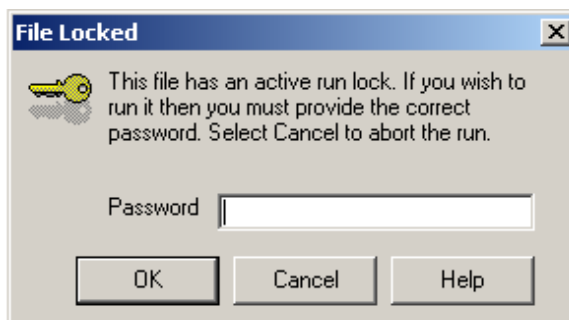 File Locked
This file has an active run lock. If you wish to
run it then you must provide the correct
password. Select Cancel to abort the run.
Password
OK Cancel Help